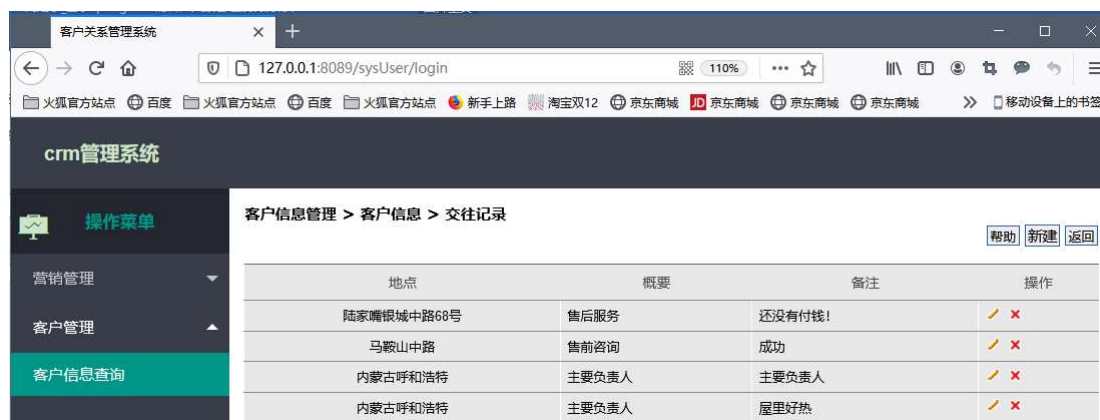 客户关系管理系统
127.0.0.1:8089/sysUser/login 110%
火狐官方站点 百度 火狐官方站点 百度 火狐官方站点 新手上路 淘宝双12 京东商城 JD 京东商城 京东商城 京东商城 移动设备上的书签
crm管理系统
操作菜单
客户信息管理 > 客户信息 > 交往记录
帮助 新建 返回
营销管理
地点 概要 备注 操作
陆家嘴银城中路68号 售后服务 还没有付钱!
客户管理
马鞍山中路 售前咨询 成功
客户信息查询
内蒙古呼和浩特 主要负责人 主要负责人
内蒙古呼和浩特 主要负责人 屋里好热